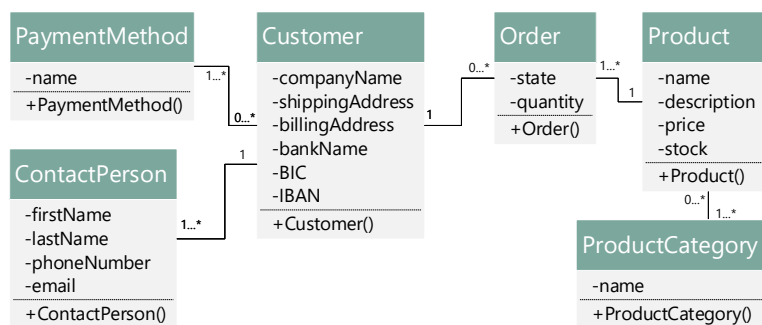 PaymentMethod
-name
+PaymentMethod()
1...*
0...*
Customer
-companyName
-shippingAddress
-billingAddress
-bankName
-BIC
-IBAN
+Customer()
1
0...*
Order
-state
-quantity
+Order()
1...*
1
Product
-name
-description
-price
-stock
+Product()
0...*
1...*
ContactPerson
-firstName
-lastName
-phoneNumber
-email
+ContactPerson()
1
1...*
ProductCategory
-name
+ProductCategory()